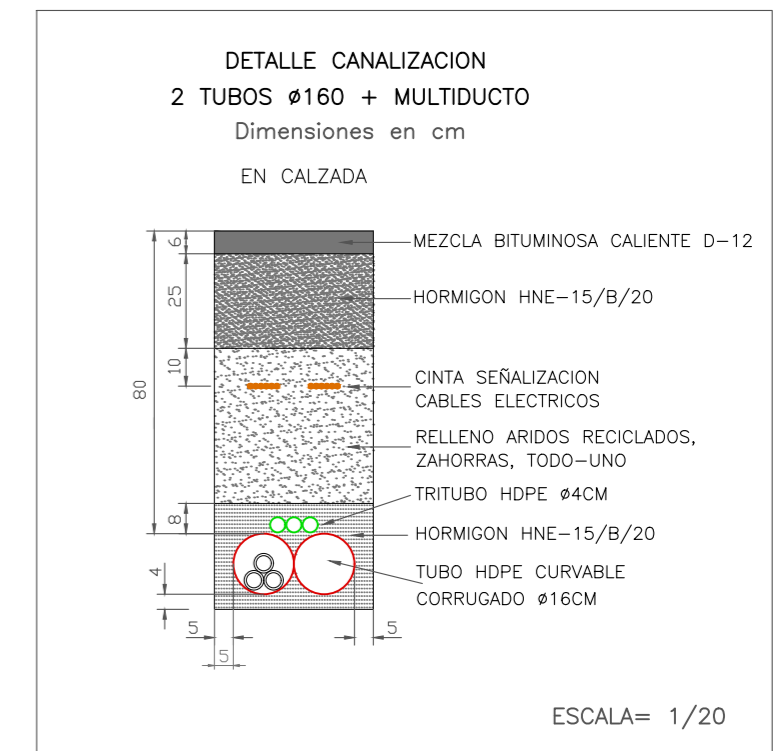 DETALLE CANALIZACION
2 TUBOS ø160 + MULTIDUCTO
Dimensiones en cm
EN CALZADA
6
MEZCLA BITUMINOSA CALIENTE D-12
25
HORMIGON HNE-15/B/20
10
80
CINTA SEÑALIZACION
CABLES ELECTRICOS
RELLENO ARIDOS RECICLADOS,
ZAHORRAS, TODO-UNO
TRITUBO HDPE ø4CM
8
HORMIGON HNE-15/B/20
4
TUBO HDPE CURVABLE
CORRUGADO ø16CM
5
5
5
ESCALA= 1/20